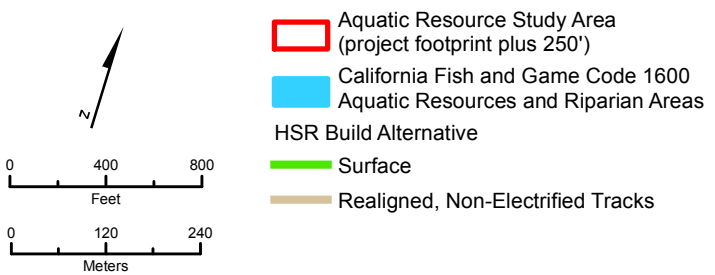 N
0 400 800
Feet
0 120 240
Meters
Aquatic Resource Study Area
(project footprint plus 250')
California Fish and Game Code 1600
Aquatic Resources and Riparian Areas
HSR Build Alternative
Surface
Realigned, Non-Electrified Tracks